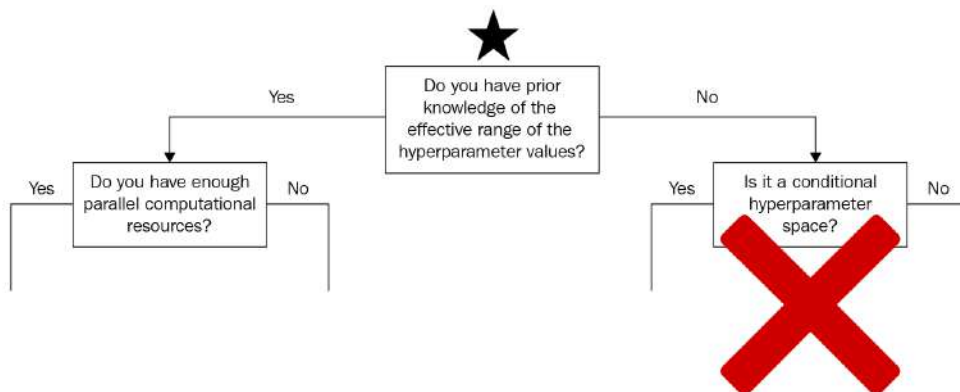 Do you have prior
knowledge of the
effective range of the
hyperparameter values?
Yes
No
Yes
Do you have enough
parallel computational
resources?
No
Yes
Is it a conditional
hyperparameter
space?
No